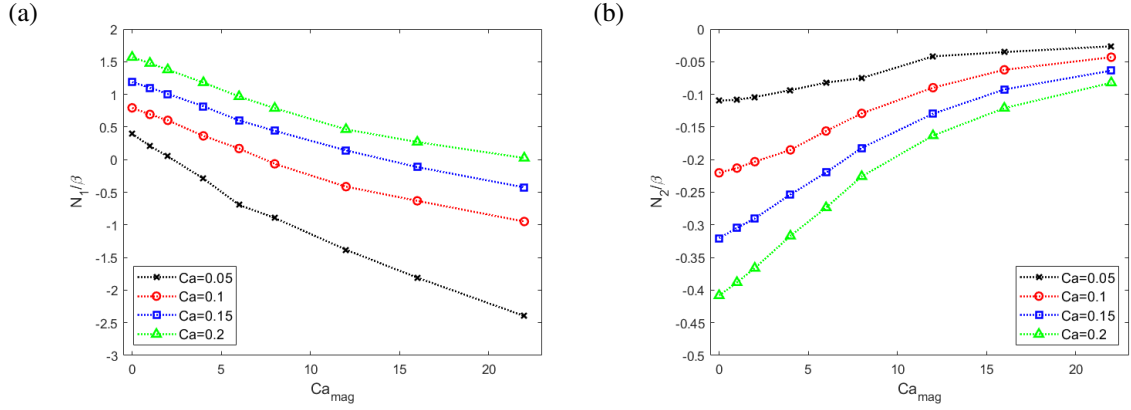 (a)
2
1.5
1
0.5
0
-0.5
-1
-1.5
-2
-2.5
-3
N₁/β
0 5 10 15 20
Ca_mag
Ca=0.05
Ca=0.1
Ca=0.15
Ca=0.2
(b)
0
-0.05
-0.1
-0.15
-0.2
-0.25
-0.3
-0.35
-0.4
-0.45
-0.5
N₂/β
0 5 10 15 20
Ca_mag
Ca=0.05
Ca=0.1
Ca=0.15
Ca=0.2